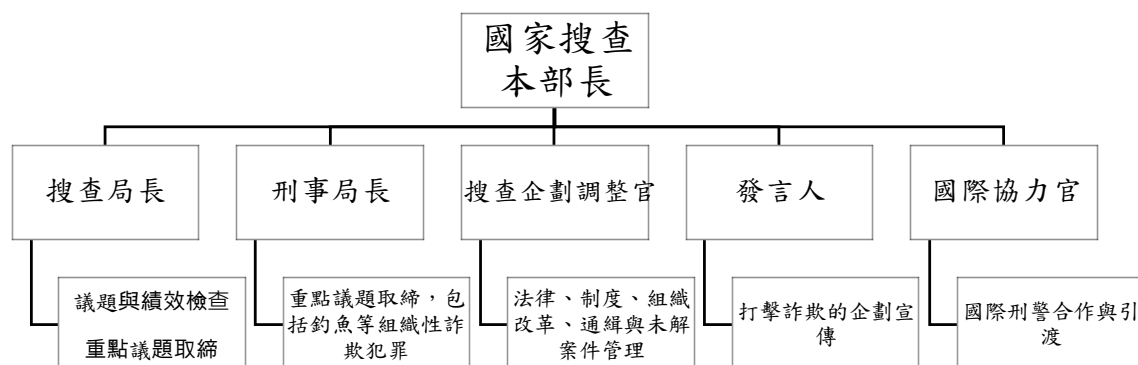 國家搜查
本部長
搜查局長
刑事局長
搜查企劃調整官
發言人
國際協力官
議題與績效檢查
重點議題取締
重點議題取締，包
括釣魚等組織性詐
欺犯罪
法律、制度、組織
改革、通緝與未解
案件管理
打擊詐欺的企劃宣
傳
國際刑警合作與引
渡